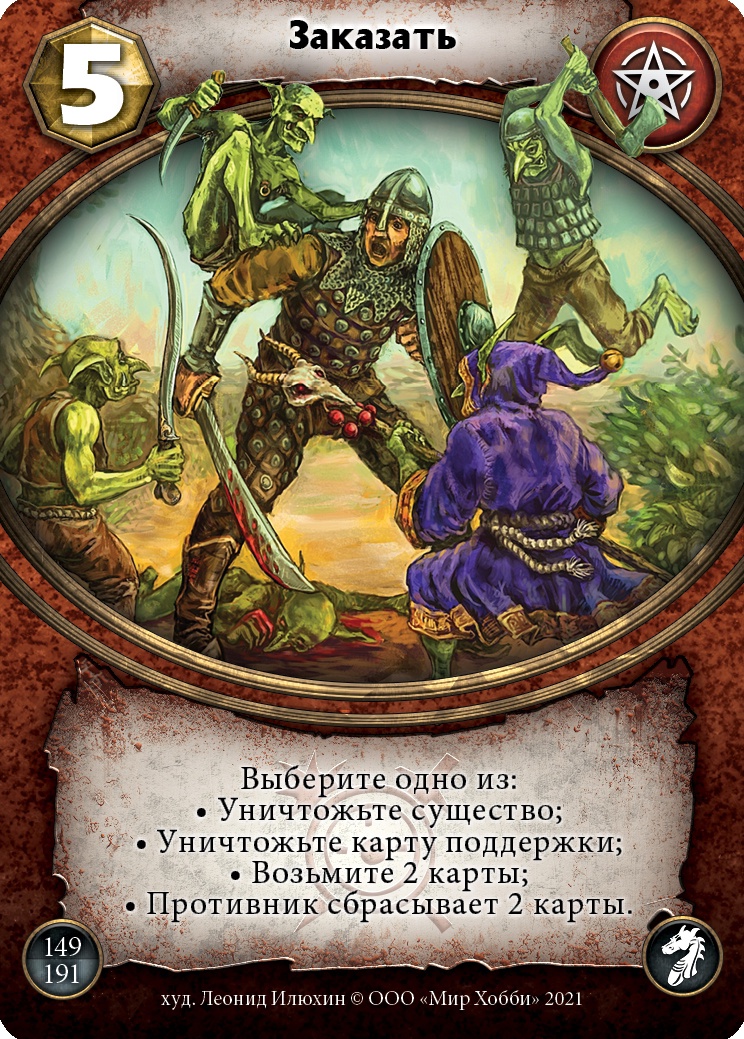 5
Заказать
Выберите одно из:
• Уничтожьте существо;
• Уничтожьте карту поддержки;
• Возьмите 2 карты;
• Противник сбрасывает 2 карты.
149
191
худ. Леонид Илюхин © ООО «Мир Хобби» 2021